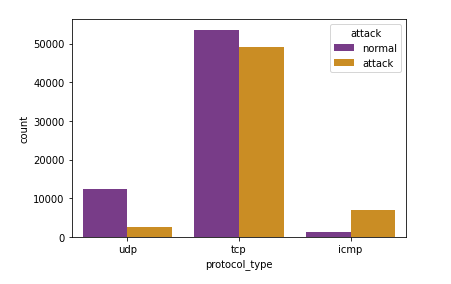 attack
normal
attack
50000
40000
30000
20000
10000
0
count
udp
tcp
icmp
protocol_type